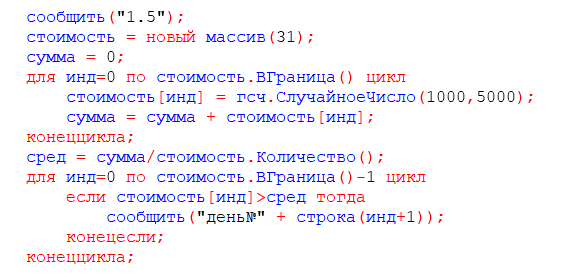 сообщить("1.5");
стоимость = новый массив(31);
сумма = 0;
для инд=0 по стоимость.ВГраница() цикл
    стоимость[инд] = гсч.СлучайноеЧисло(1000,5000);
    сумма = сумма + стоимость[инд];
конеццикла;
сред = сумма/стоимость.Количество();
для инд=0 по стоимость.ВГраница()-1 цикл
    если стоимость[инд]>сред тогда
        сообщить("день№" + строка(инд+1));
    конецесли;
конеццикла;